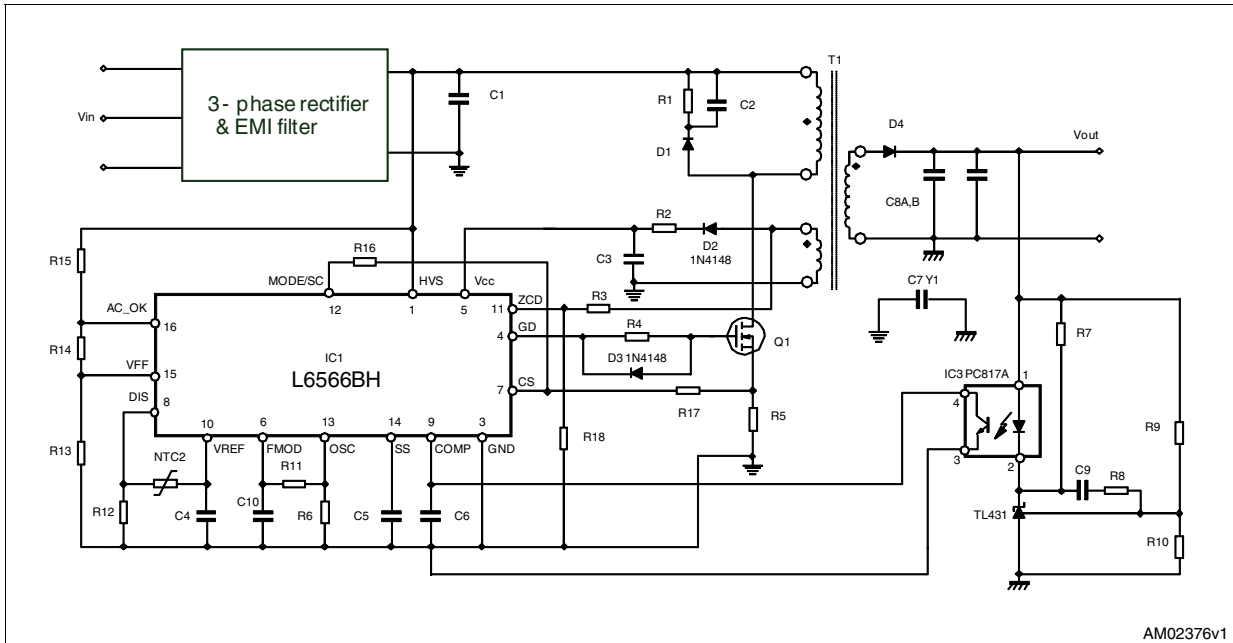 T1
3- phase rectifier
& EMI filter
Vin
C1
R1
C2
D1
D4
Vout
C8A,B
R15
R16
R2
D2
1N4148
C3
MODE/SC
HVS
Vcc
12
1
5
AC_OK
16
R14
VFF
15
DIS
8
IC1
L6566BH
11
ZCD
R3
4
GD
R4
D3 1N4148
Q1
7
CS
R17
R5
C7 Y1
R7
IC3 PC817A
1
4
3
2
R9
10
6
13
14
9
3
VREF
FMOD
OSC
SS
COMP
GND
R13
NTC2
R11
R18
R12
C4
C10
R6
C5
C6
C9
R8
TL431
R10
AM02376v1